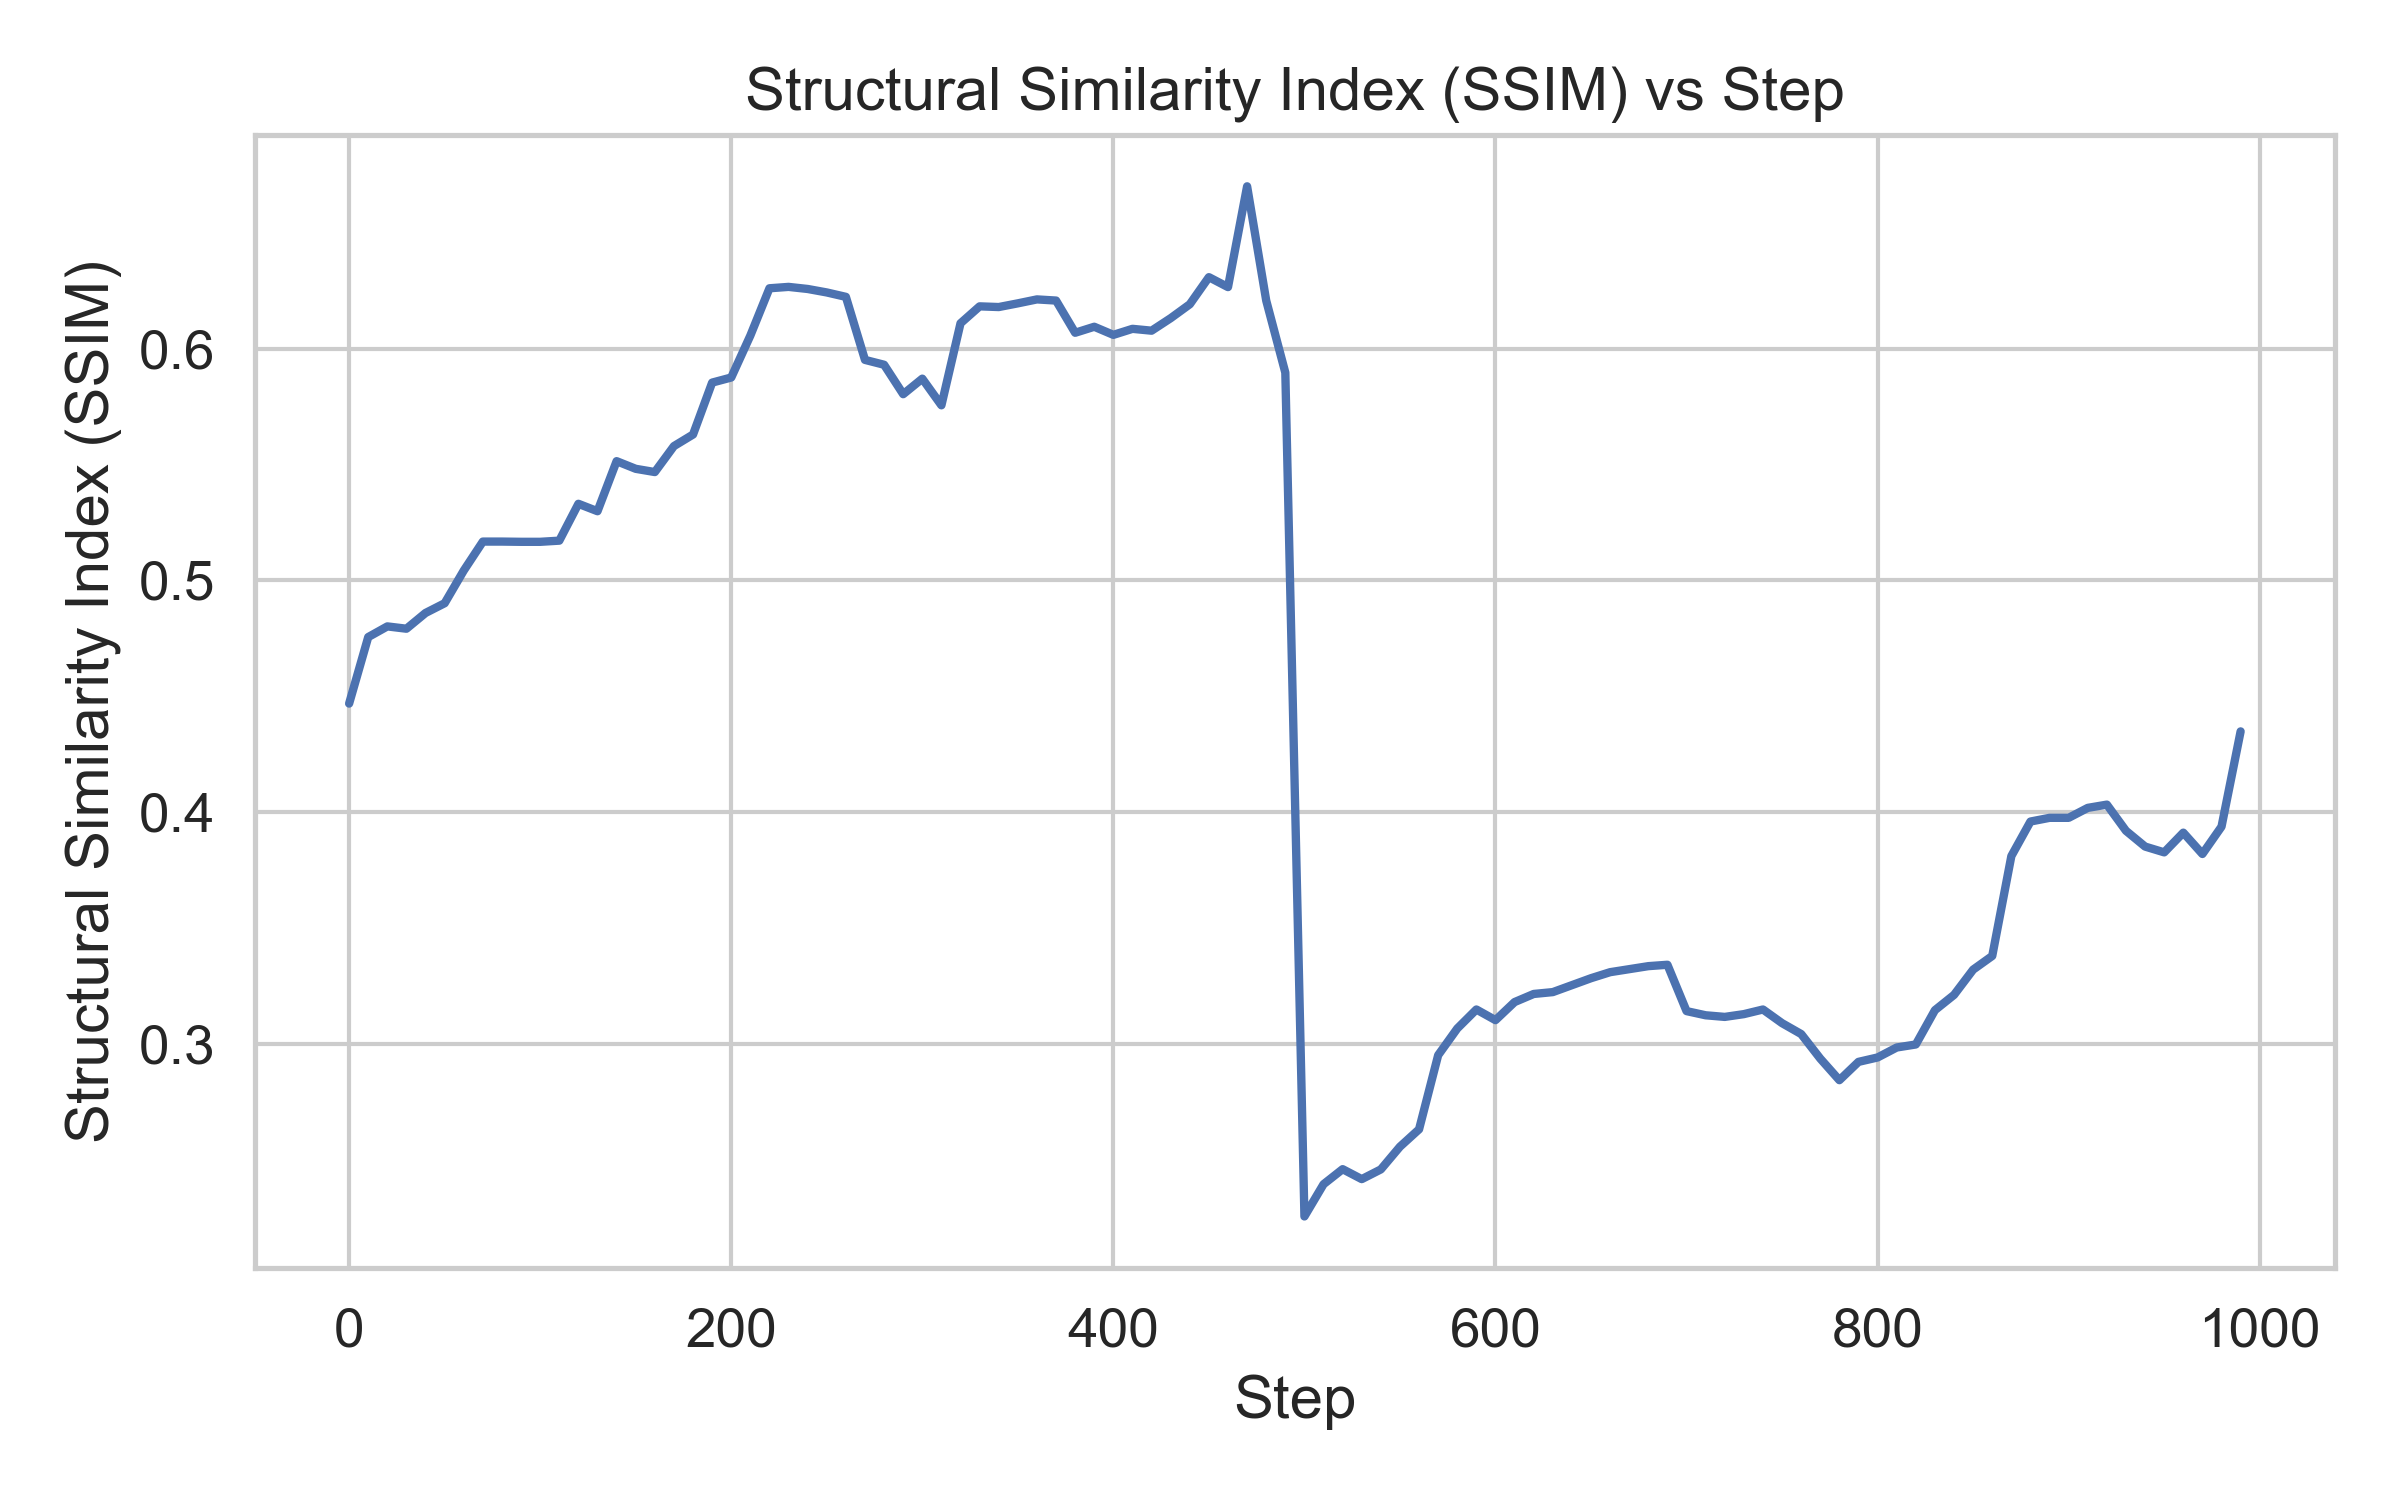 Structural Similarity Index (SSIM) vs Step
Structural Similarity Index (SSIM)
0.6
0.5
0.4
0.3
0 200 400 600 800 1000
Step